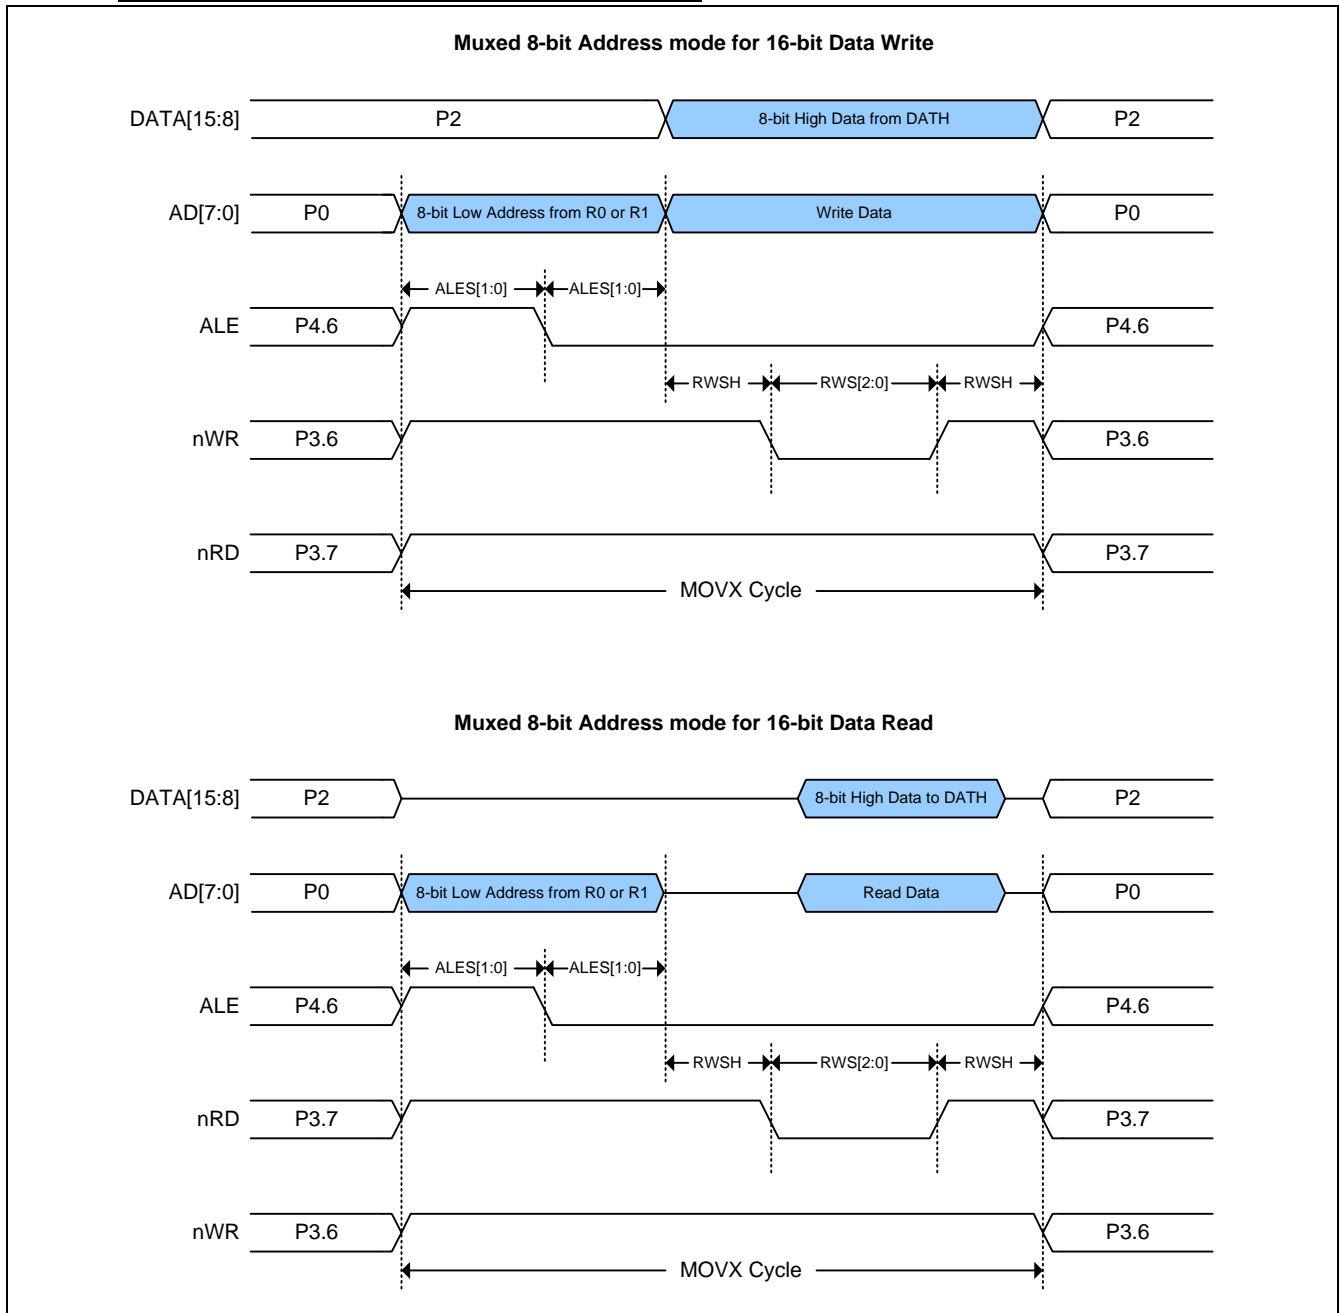 Muxed 8-bit Address mode for 16-bit Data Write
DATA[15:8] P2 8-bit High Data from DATH P2
AD[7:0] P0 8-bit Low Address from R0 or R1 Write Data P0
ALES[1:0] ALES[1:0]
ALE P4.6 P4.6
RWSH RWS[2:0] RWSH
nWR P3.6 P3.6
nRD P3.7 P3.7
MOVX Cycle
Muxed 8-bit Address mode for 16-bit Data Read
DATA[15:8] P2 8-bit High Data to DATH P2
AD[7:0] P0 8-bit Low Address from R0 or R1 Read Data P0
ALES[1:0] ALES[1:0]
ALE P4.6 P4.6
RWSH RWS[2:0] RWSH
nRD P3.7 P3.7
nWR P3.6 P3.6
MOVX Cycle